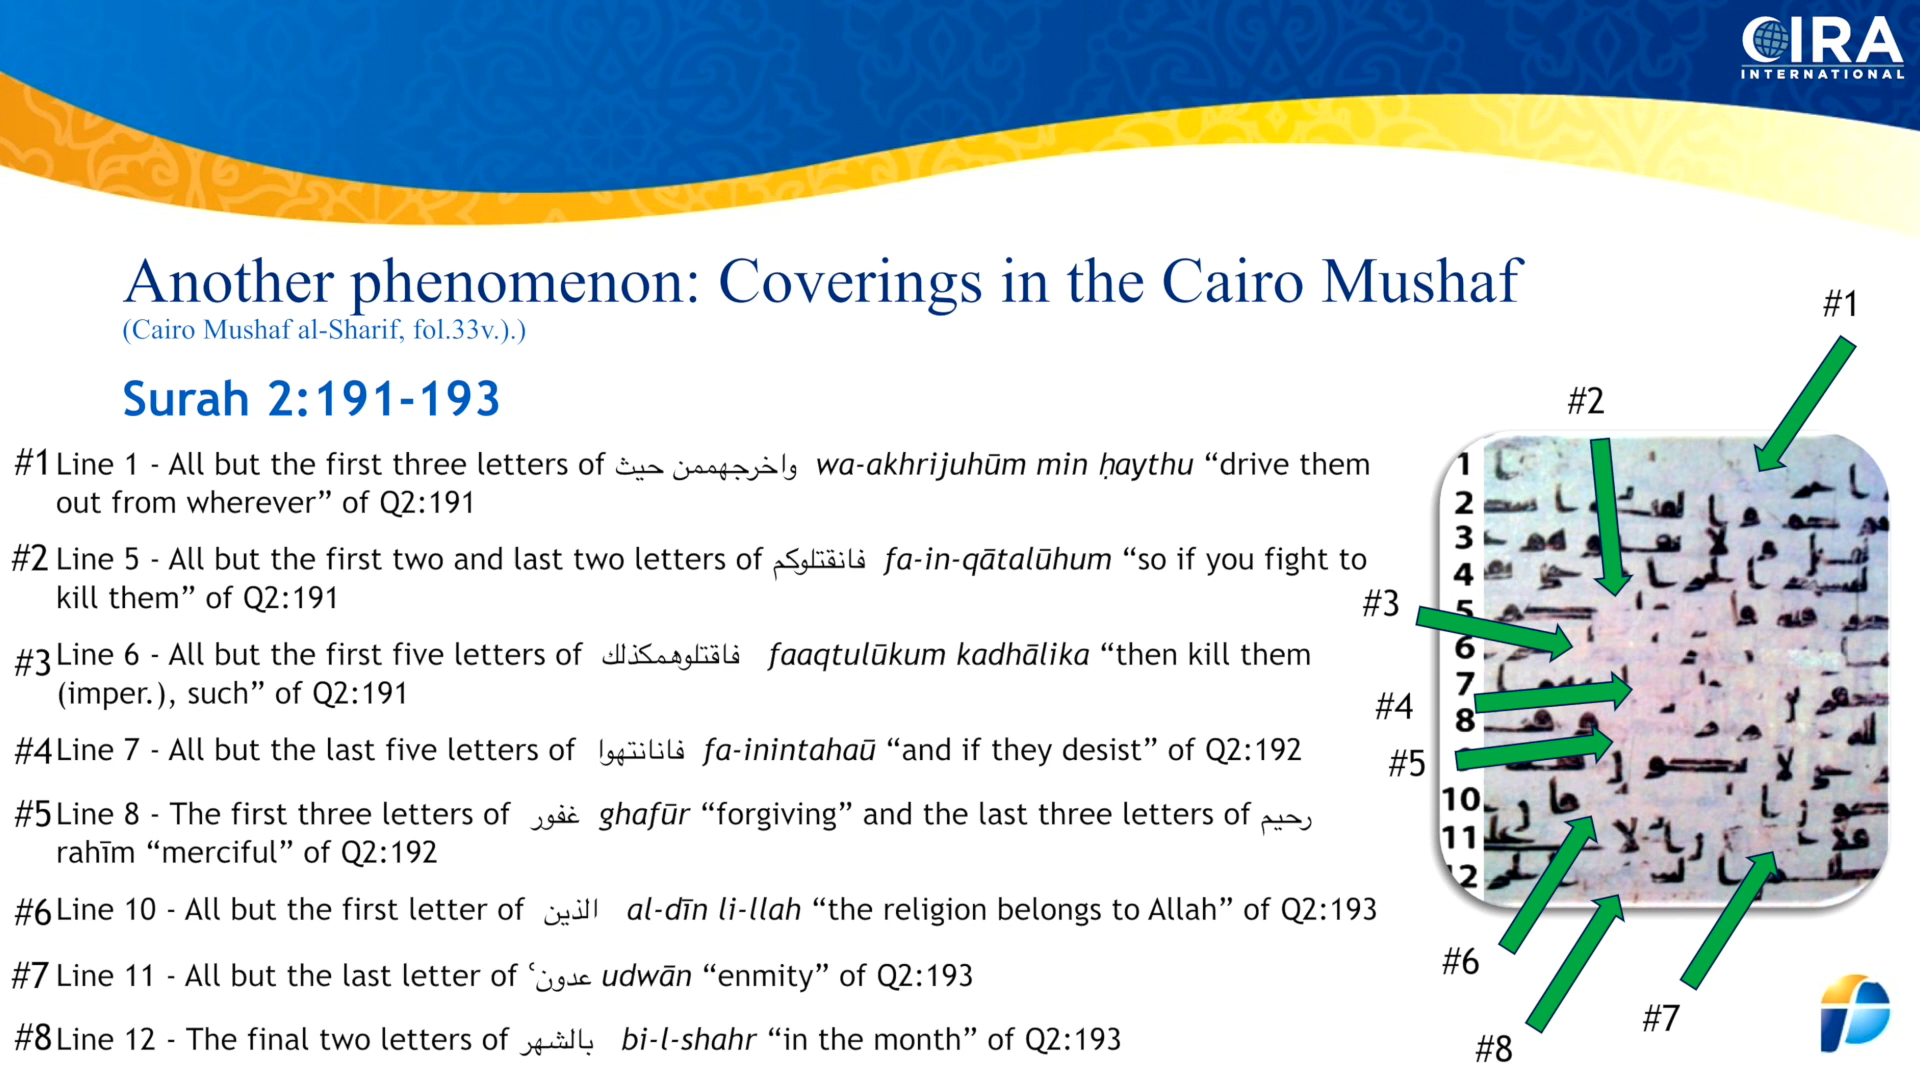 CIRA
INTERNATIONAL
Another phenomenon: Coverings in the Cairo Mushaf
(Cairo Mushaf al-Sharif, fol.33v.).)
Surah 2:191-193
#1 Line 1 - All but the first three letters of واخرجهممن حيث wa-akhrijuhūm min ḥaythu “drive them
out from wherever” of Q2:191
#2 Line 5 - All but the first two and last two letters of فانقتلوكم fa-in-qātalūhum “so if you fight to
kill them” of Q2:191
#3 Line 6 - All but the first five letters of فاقتلوهمكذلك faaqtulūkum kadhālika “then kill them
(imper.), such” of Q2:191
#4 Line 7 - All but the last five letters of فانانتهوا fa-inintahaū “and if they desist” of Q2:192
#5 Line 8 - The first three letters of غفور ghafūr “forgiving” and the last three letters of رحيم
rahīm “merciful” of Q2:192
#6 Line 10 - All but the first letter of الذين al-dīn li-llah “the religion belongs to Allah” of Q2:193
#7 Line 11 - All but the last letter of عدونʿ udwān “enmity” of Q2:193
#8 Line 12 - The final two letters of بالشهر bi-l-shahr “in the month” of Q2:193
#1
#2
#3
#4
#5
#6
#7
#8
1
2
3
4
5
6
7
8
10
11
12